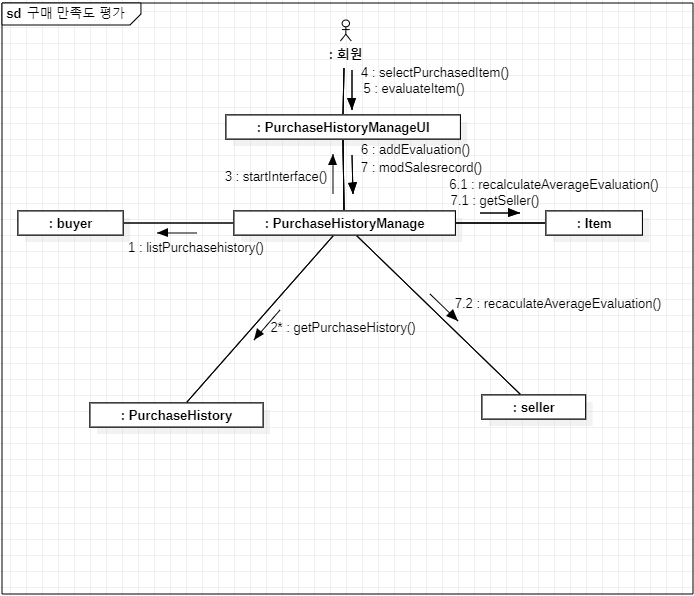 sd 구매 만족도 평가
: 회원
4 : selectPurchasedItem()
5 : evaluateItem()
: PurchaseHistoryManageUI
6 : addEvaluation()
7 : modSalesrecord()
3 : startInterface()
6.1 : recalculateAverageEvaluation()
7.1 : getSeller()
: buyer
: PurchaseHistoryManage
: Item
1 : listPurchasehistory()
7.2 : recaculateAverageEvaluation()
2* : getPurchaseHistory()
: PurchaseHistory
: seller